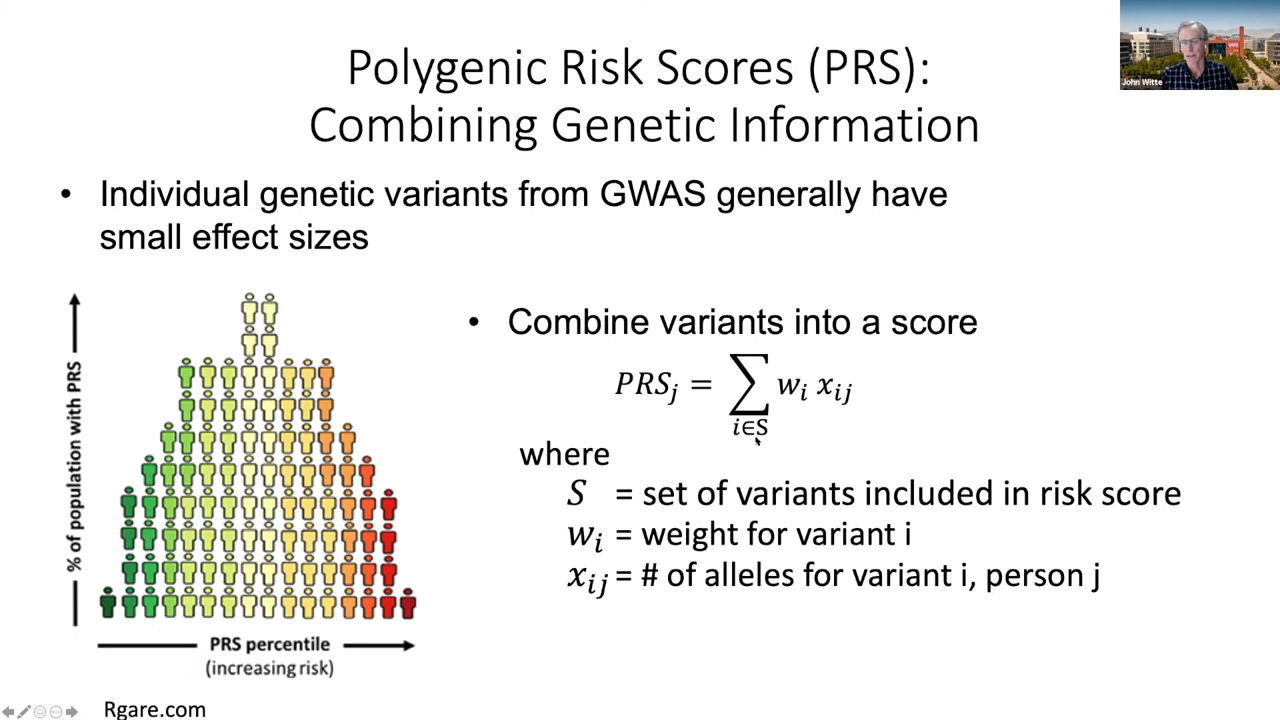 John Witte
Polygenic Risk Scores (PRS):
Combining Genetic Information
• Individual genetic variants from GWAS generally have
small effect sizes
% of population with PRS
PRS percentile
(increasing risk)
• Combine variants into a score
PRSⱼ = ∑ wᵢ xᵢⱼ
i∈S
where
S = set of variants included in risk score
wᵢ = weight for variant i
xᵢⱼ = # of alleles for variant i, person j
Rgare.com